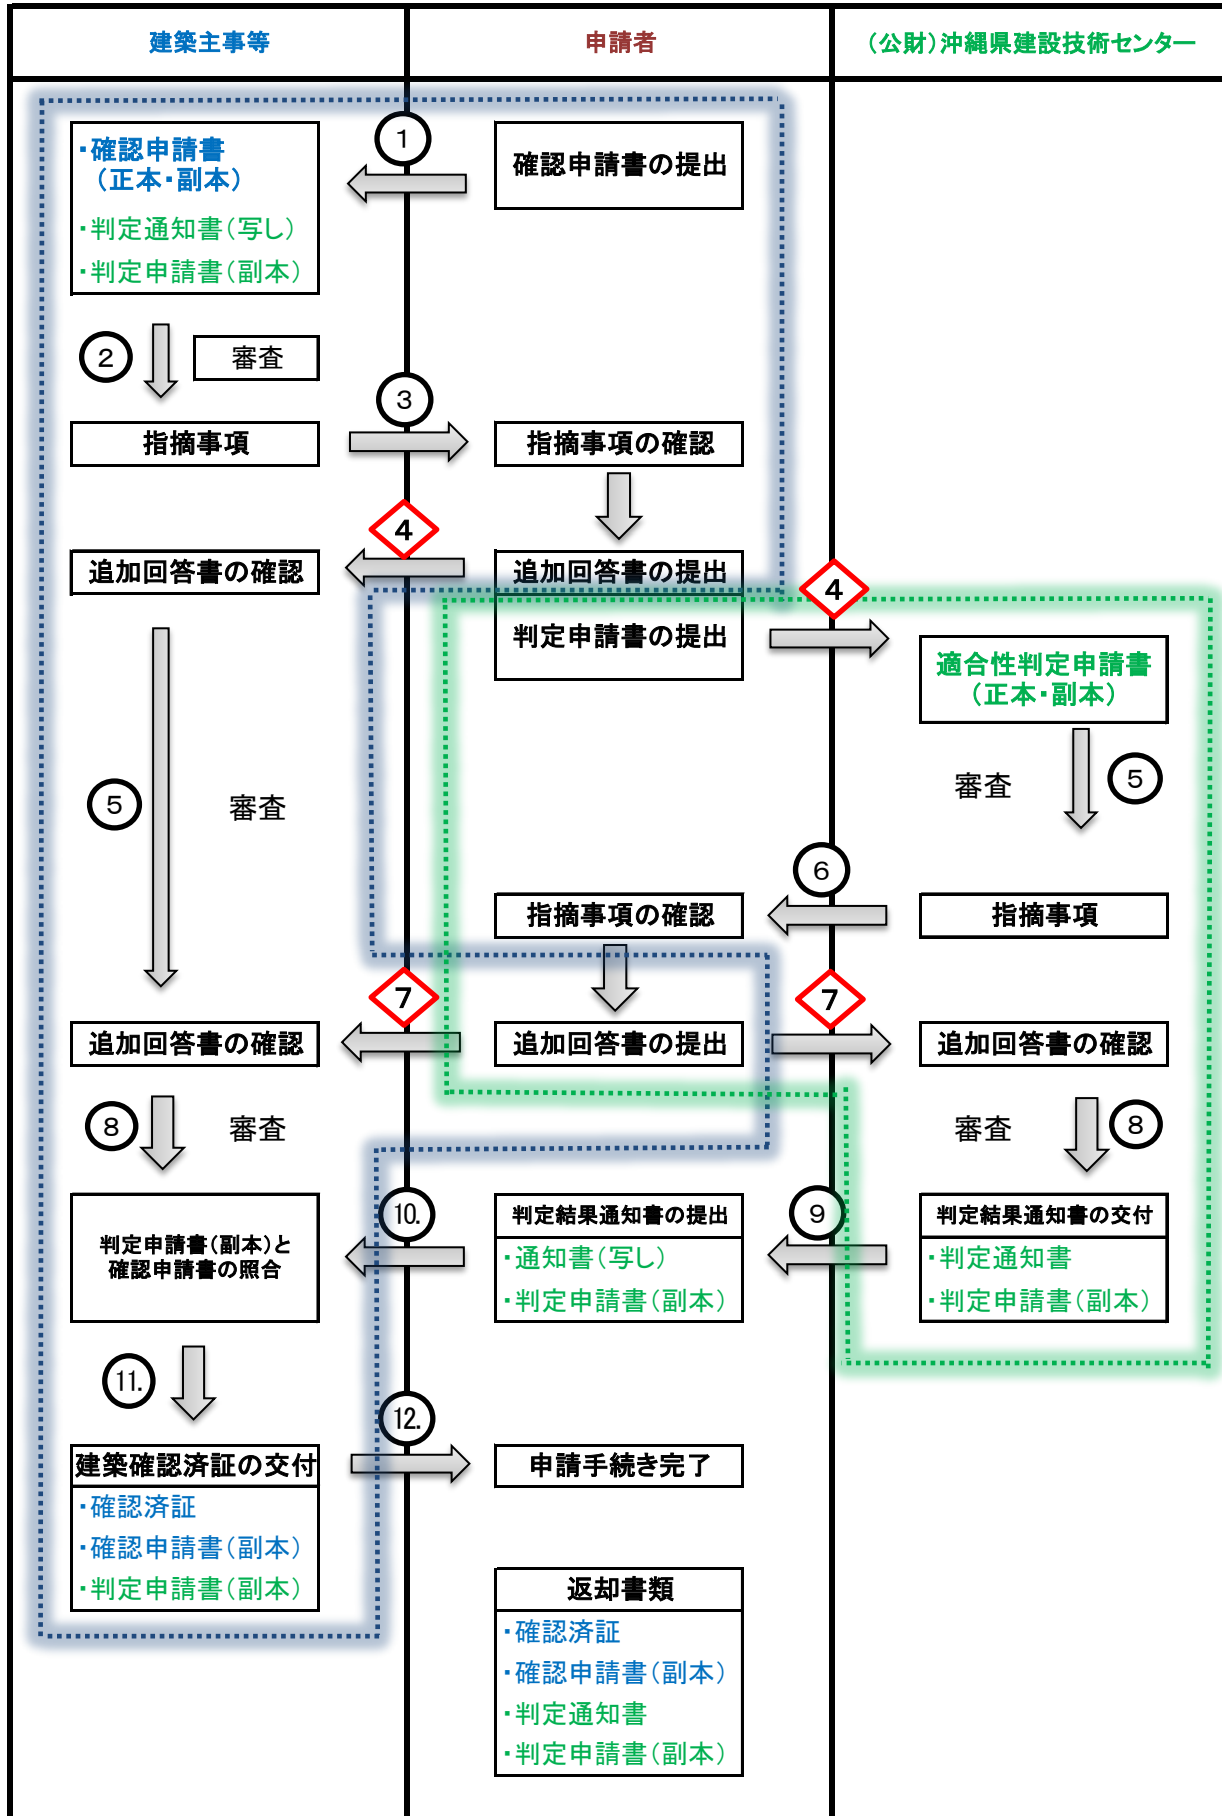 建築主事等
申請者
(公財)沖縄県建設技術センター
①
・確認申請書
(正本・副本)
・判定通知書(写し)
・判定申請書(副本)
確認申請書の提出
②
審査
③
指摘事項
指摘事項の確認
4
追加回答書の確認
追加回答書の提出
4
判定申請書の提出
適合性判定申請書
(正本・副本)
⑤
審査
審査
⑤
⑥
指摘事項の確認
指摘事項
7
7
追加回答書の確認
追加回答書の提出
追加回答書の確認
⑧
審査
審査
⑧
10.
⑨
判定申請書(副本)と
確認申請書の照合
判定結果通知書の提出
・通知書(写し)
・判定申請書(副本)
判定結果通知書の交付
・判定通知書
・判定申請書(副本)
11.
12.
建築確認済証の交付
・確認済証
・確認申請書(副本)
・判定申請書(副本)
申請手続き完了
返却書類
・確認済証
・確認申請書(副本)
・判定通知書
・判定申請書(副本)